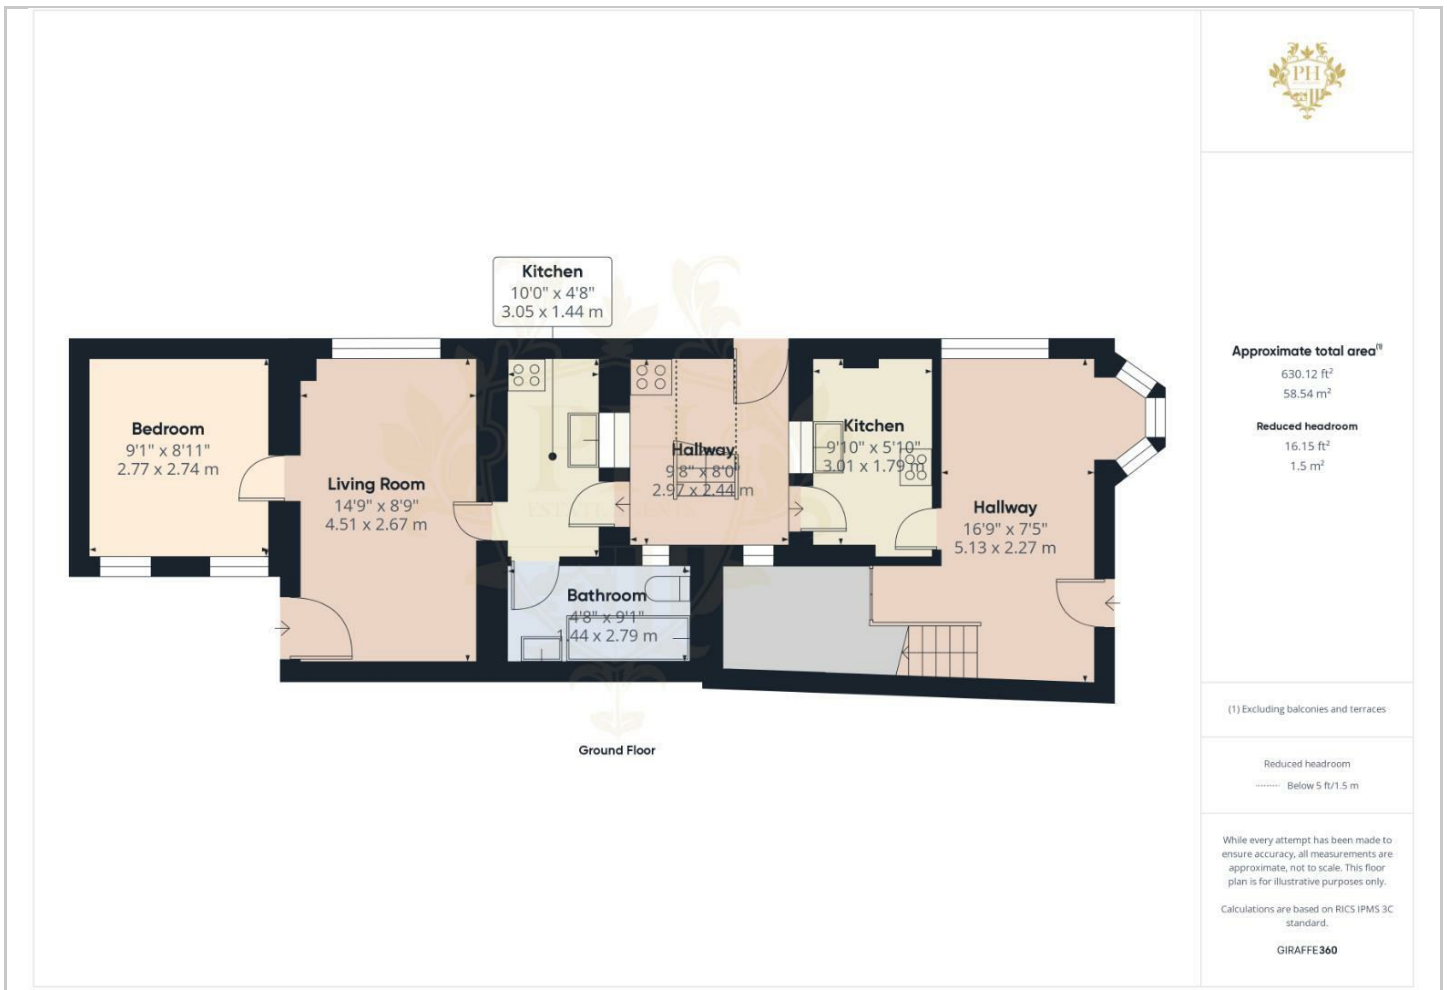 PH
Kitchen
10'0" x 4'8"
3.05 x 1.44 m
Bedroom
9'1" x 8'11"
2.77 x 2.74 m
Living Room
14'9" x 8'9"
4.51 x 2.67 m
Hallway
9'8" x 8'0"
2.97 x 2.44 m
Kitchen
9'10" x 5'10"
3.01 x 1.79 m
Hallway
16'9" x 7'5"
5.13 x 2.27 m
Bathroom
4'8" x 9'1"
1.44 x 2.79 m
PH
Ground Floor
Approximate total area⁽¹⁾
630.12 ft²
58.54 m²
Reduced headroom
16.15 ft²
1.5 m²
(1) Excluding balconies and terraces
Reduced headroom
Below 5 ft/1.5 m
While every attempt has been made to
ensure accuracy, all measurements are
approximate, not to scale. This floor
plan is for illustrative purposes only.
Calculations are based on RICS IPMS 3C
standard.
GIRAFFE360